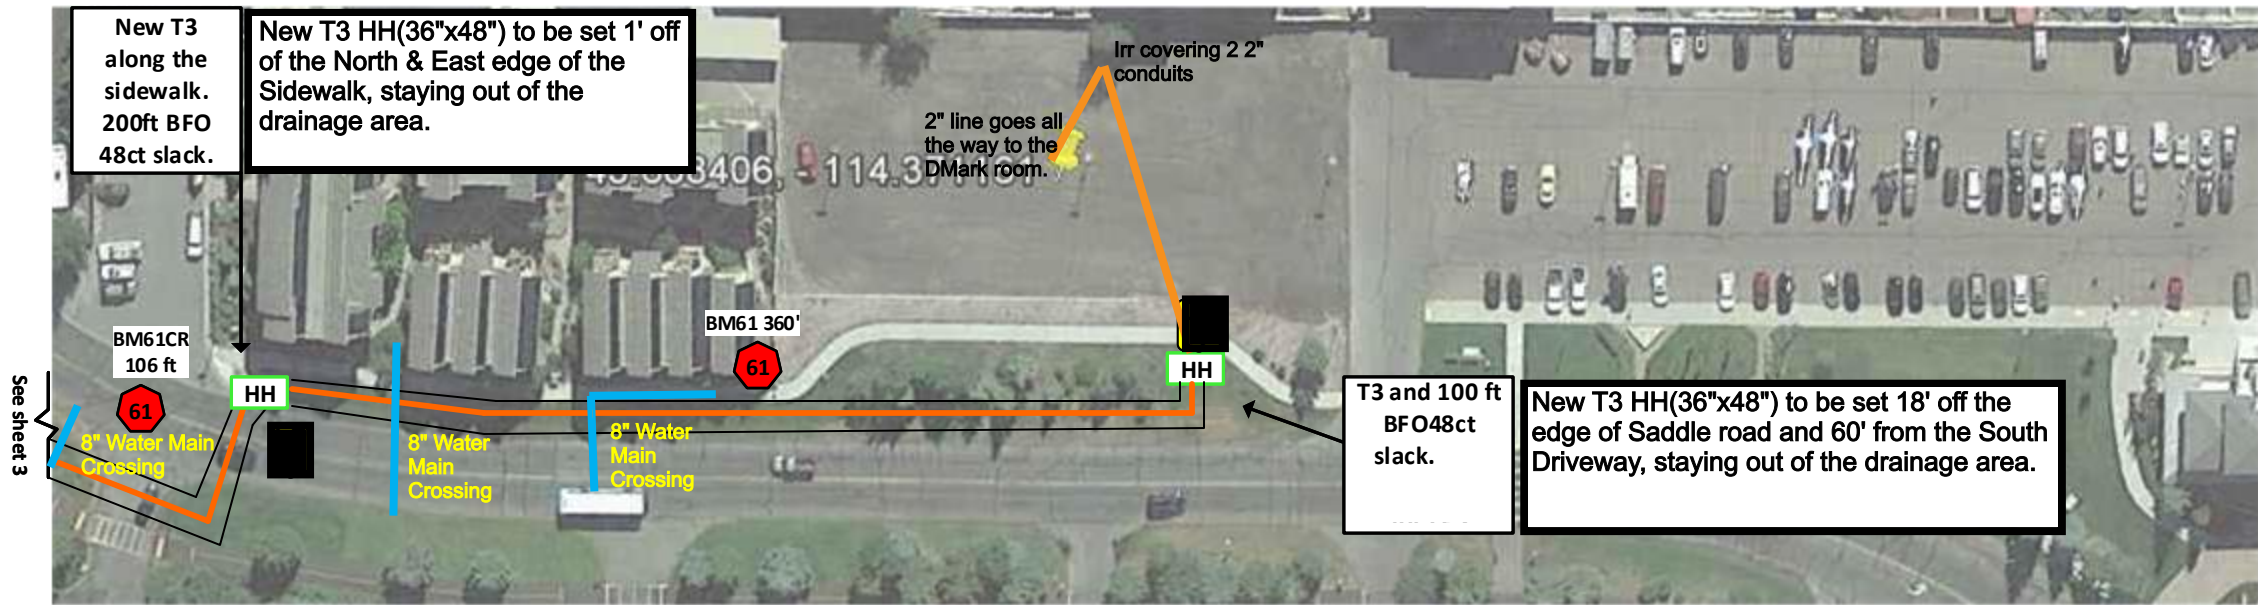 New T3
along the
sidewalk.
200ft BFO
48ct slack.
New T3 HH(36"x48") to be set 1' off
of the North & East edge of the
Sidewalk, staying out of the
drainage area.
Irr covering 2 2"
conduits
2" line goes all
the way to the
DMark room.
BM61CR
106 ft
61
HH
See sheet 3
8" Water Main
Crossing
8" Water
Main
Crossing
8" Water
Main
Crossing
BM61 360'
61
HH
T3 and 100 ft
BFO48ct
slack.
New T3 HH(36"x48") to be set 18' off the
edge of Saddle road and 60' from the South
Driveway, staying out of the drainage area.